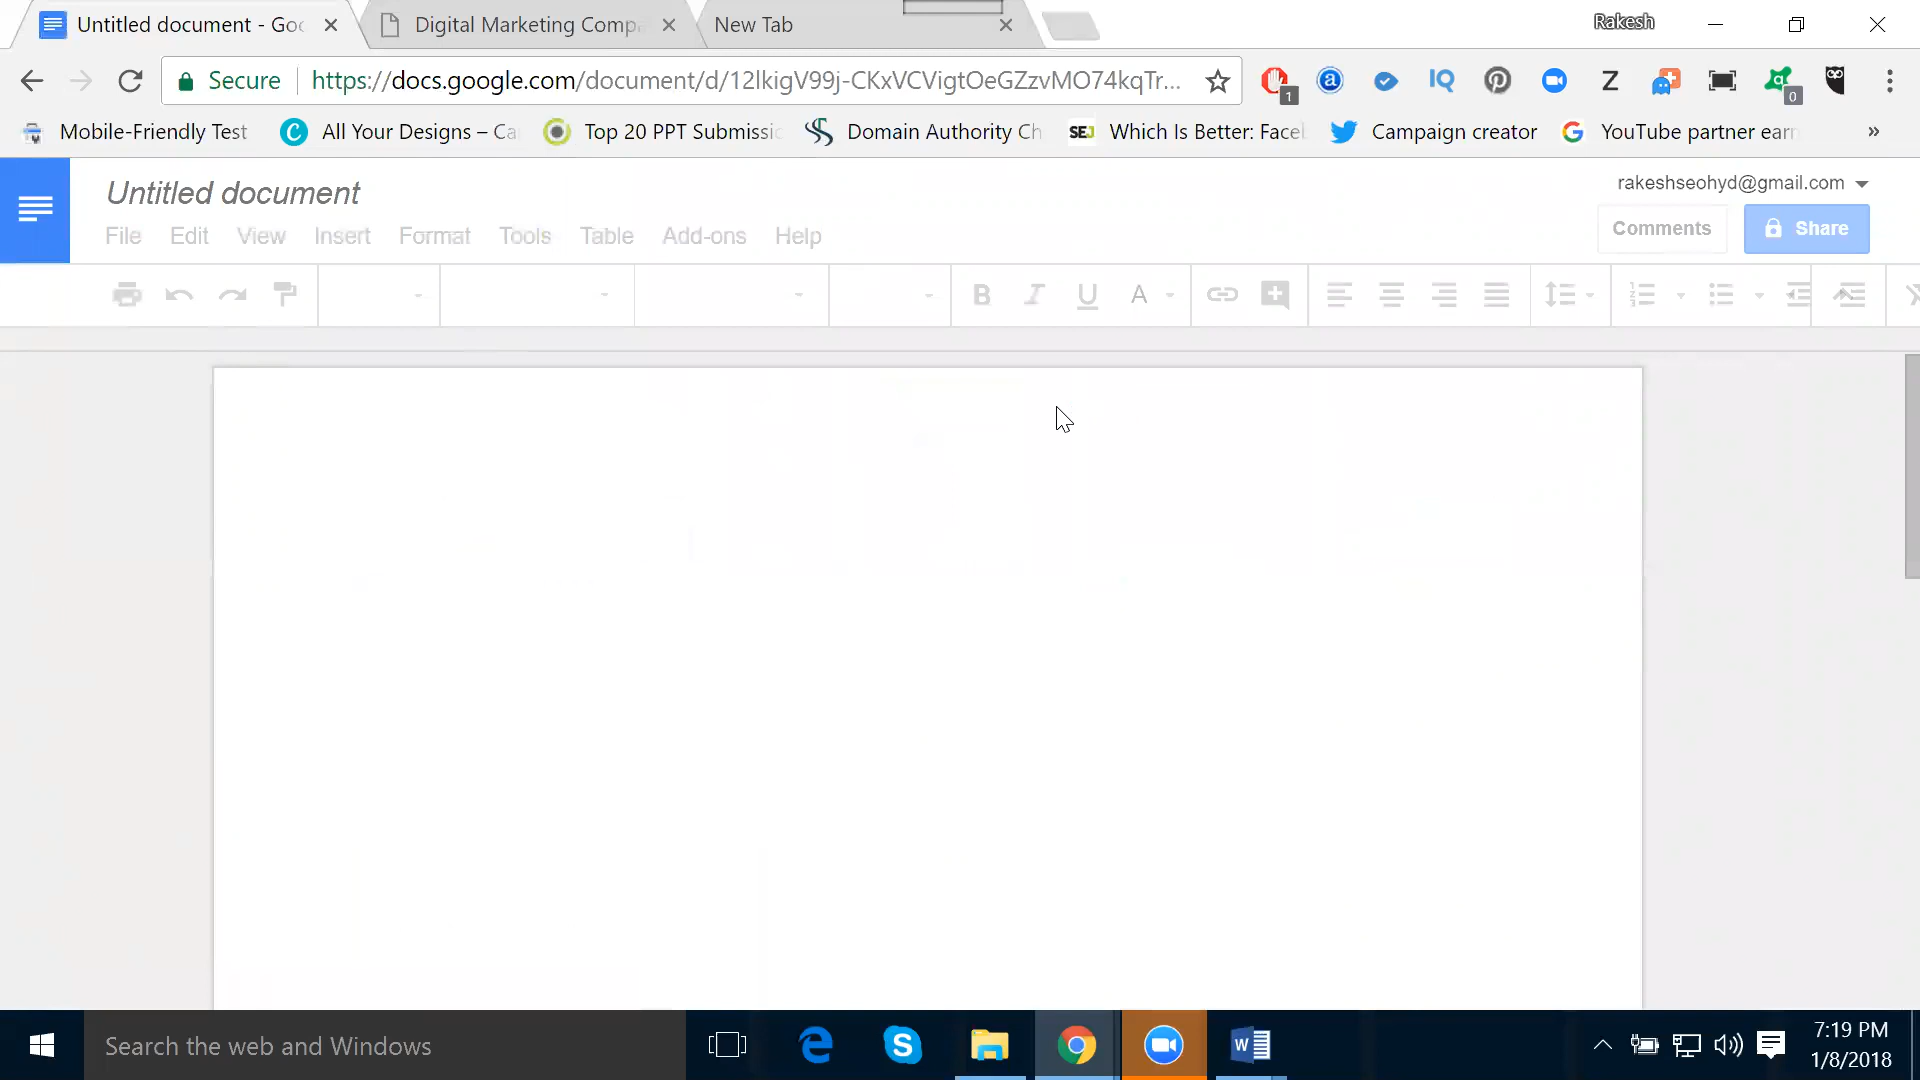 Untitled document - Goo
Digital Marketing Comp
New Tab
Rakesh
Secure
https://docs.google.com/document/d/12lkigV99j-CKxVCVigtOeGZzvMO74kqTr...
1
0
Mobile-Friendly Test
All Your Designs – Ca
Top 20 PPT Submissi
Domain Authority Ch
SEJ
Which Is Better: Face
Campaign creator
YouTube partner earn
»
Untitled document
rakeshseohyd@gmail.com
File Edit View Insert Format Tools Table Add-ons Help
Comments
Share
B I U A
Search the web and Windows
7:19 PM
1/8/2018